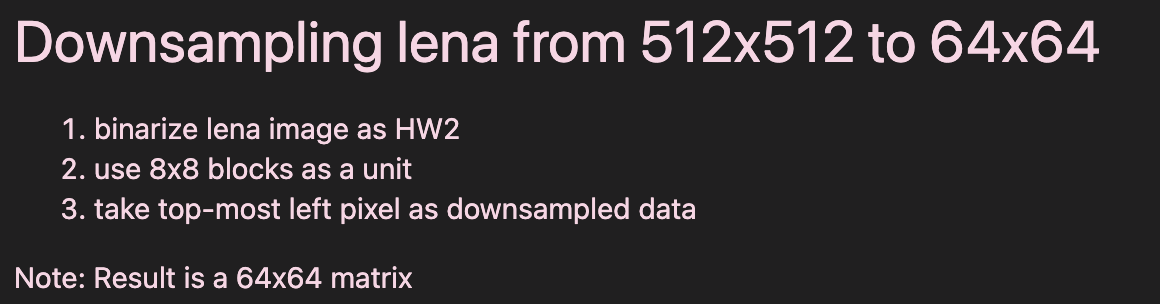 Downsampling lena from 512x512 to 64x64
1. binarize lena image as HW2
2. use 8x8 blocks as a unit
3. take top-most left pixel as downsampled data
Note: Result is a 64x64 matrix